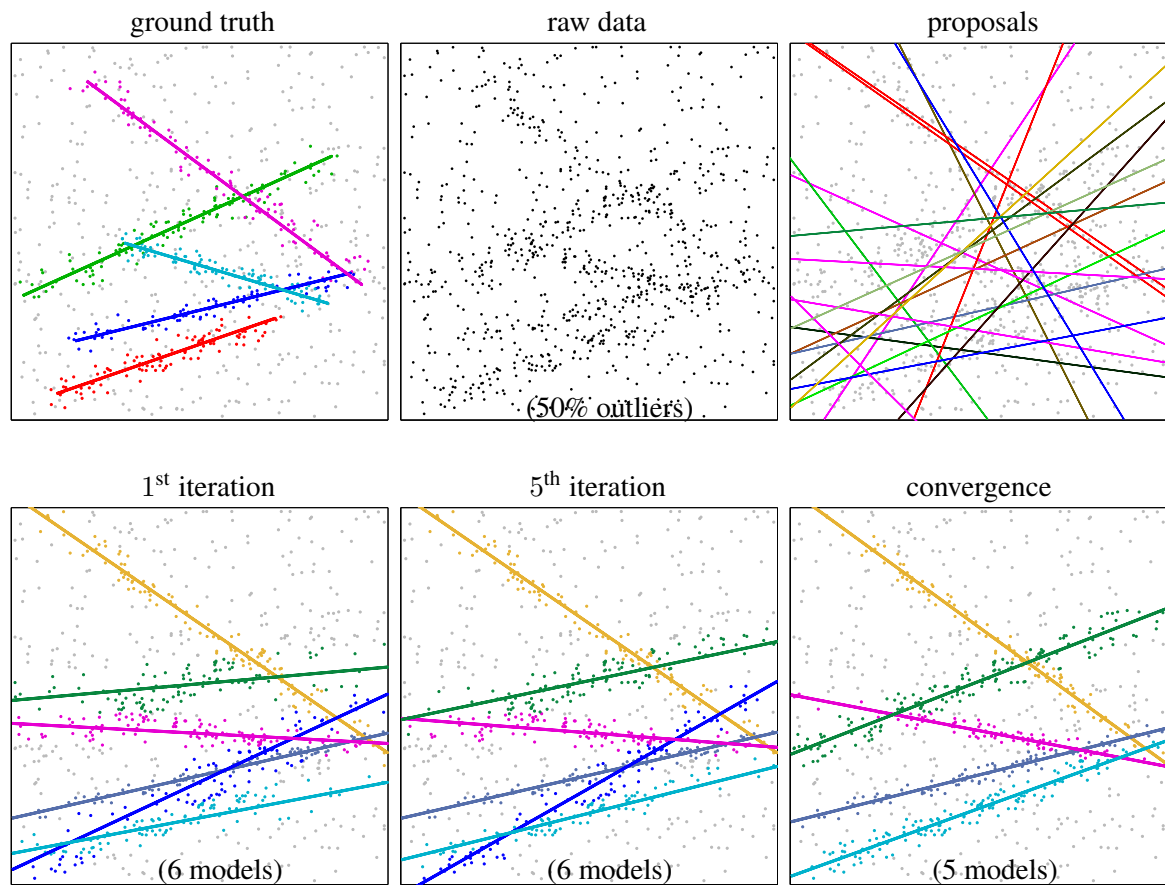 ground truth
raw data
proposals
(50% outliers)
1st iteration
5th iteration
convergence
(6 models)
(6 models)
(5 models)